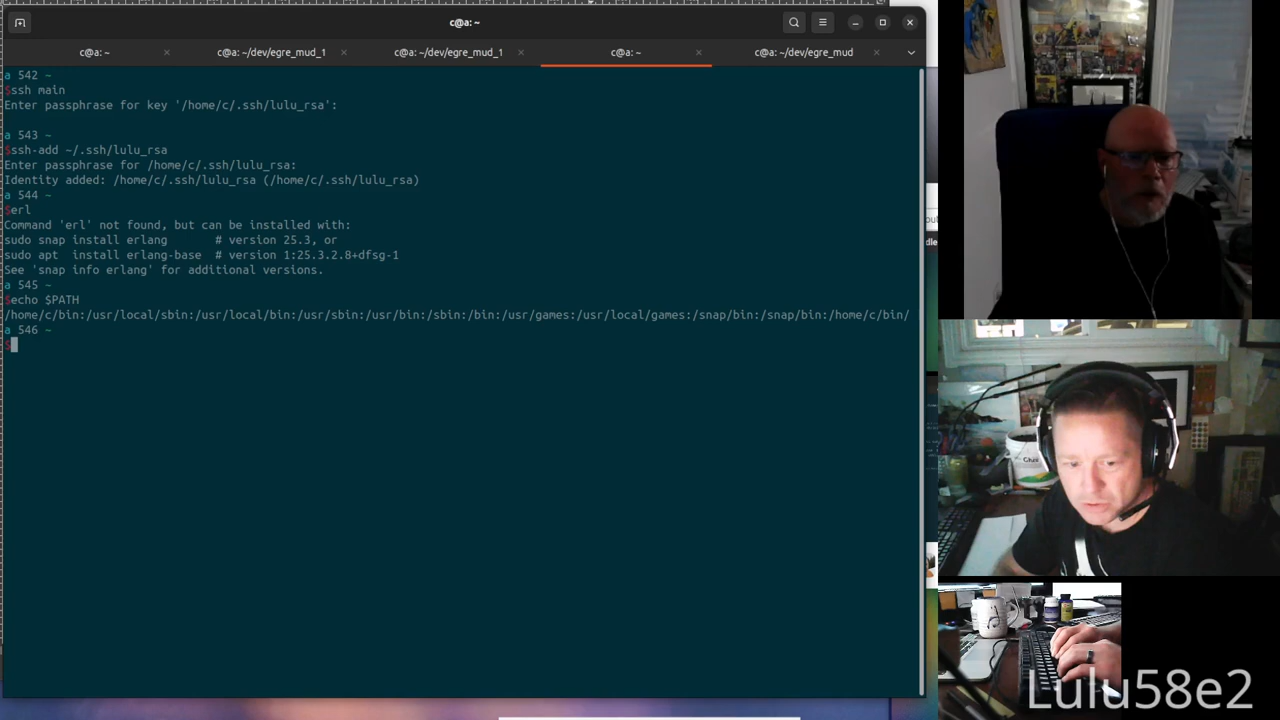 c@a: ~
c@a: ~
c@a: ~/dev/egre_mud_1
c@a: ~/dev/egre_mud_1
c@a: ~
c@a: ~/dev/egre_mud
a 542 ~
$ssh main
Enter passphrase for key '/home/c/.ssh/lulu_rsa':
a 543 ~
$ssh-add ~/.ssh/lulu_rsa
Enter passphrase for /home/c/.ssh/lulu_rsa:
Identity added: /home/c/.ssh/lulu_rsa (/home/c/.ssh/lulu_rsa)
a 544 ~
$erl
Command 'erl' not found, but can be installed with:
sudo snap install erlang       # version 25.3, or
sudo apt  install erlang-base  # version 1:25.3.2.8+dfsg-1
See 'snap info erlang' for additional versions.
a 545 ~
$echo $PATH
/home/c/bin:/usr/local/sbin:/usr/local/bin:/usr/sbin:/usr/bin:/sbin:/bin:/usr/games:/usr/local/games:/snap/bin:/snap/bin:/home/c/bin/
a 546 ~
$
Lulu58e2